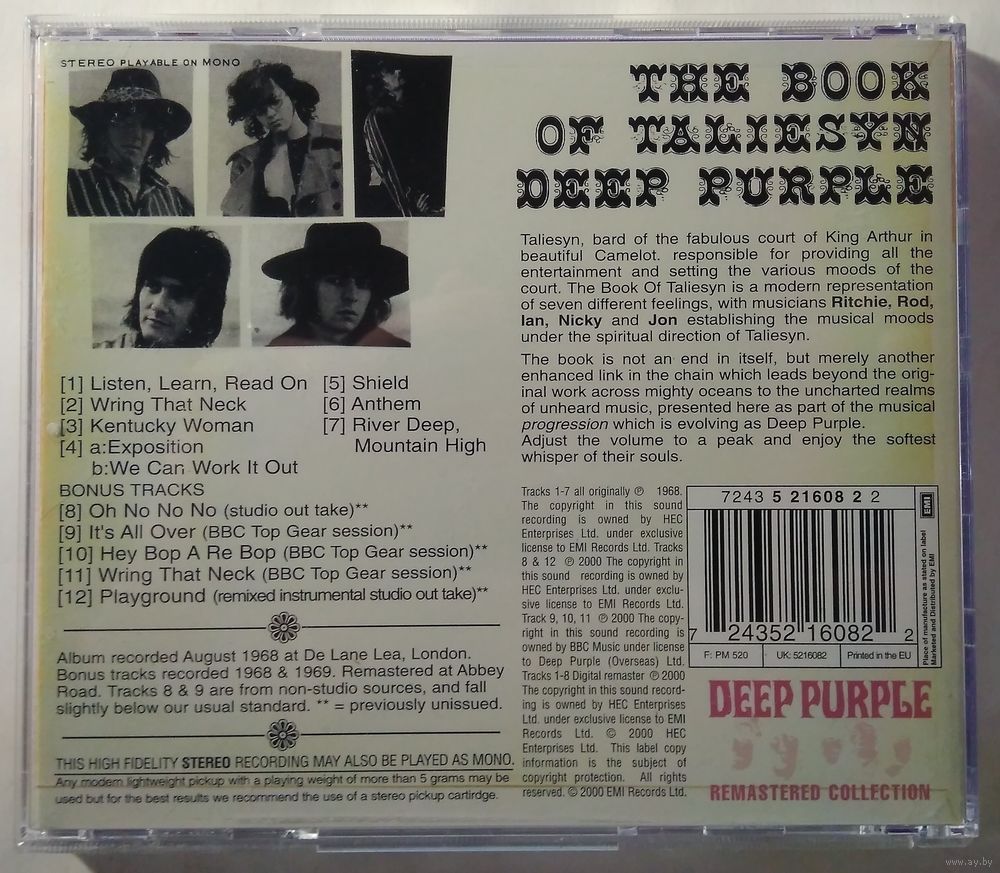 STEREO PLAYABLE ON MONO
THE BOOK
OF TALIESYN
DEEP PURPLE
Taliesyn, bard of the fabulous court of King Arthur in
beautiful Camelot. responsible for providing all the
entertainment and setting the various moods of the
court. The Book Of Taliesyn is a modern representation
of seven different feelings, with musicians Ritchie, Rod,
Ian, Nicky and Jon establishing the musical moods
under the spiritual direction of Taliesyn.
The book is not an end in itself, but merely another
enhanced link in the chain which leads beyond the orig-
inal work across mighty oceans to the uncharted realms
of unheard music, presented here as part of the musical
progression which is evolving as Deep Purple.
Adjust the volume to a peak and enjoy the softest
whisper of their souls.
[1] Listen, Learn, Read On
[2] Wring That Neck
[3] Kentucky Woman
[4] a:Exposition
b:We Can Work It Out
[5] Shield
[6] Anthem
[7] River Deep,
Mountain High
BONUS TRACKS
[8] Oh No No No (studio out take)**
[9] It's All Over (BBC Top Gear session)**
[10] Hey Bop A Re Bop (BBC Top Gear session)**
[11] Wring That Neck (BBC Top Gear session)**
[12] Playground (remixed instrumental studio out take)**
Album recorded August 1968 at De Lane Lea, London.
Bonus tracks recorded 1968 & 1969. Remastered at Abbey
Road. Tracks 8 & 9 are from non-studio sources, and fall
slightly below our usual standard. ** = previously unissued.
THIS HIGH FIDELITY STEREO RECORDING MAY ALSO BE PLAYED AS MONO.
Any modern lightweight pickup with a playing weight of more than 5 grams may be
used but for the best results we recommend the use of a stereo pickup cartirdge.
Tracks 1-7 all originally ℗ 1968.
The copyright in this sound
recording is owned by HEC
Enterprises Ltd. under exclusive
license to EMI Records Ltd. Tracks
8 & 12 ℗ 2000 The copyright in
this sound recording is owned by
HEC Enterprises Ltd. under exclu-
sive license to EMI Records Ltd.
Track 9, 10, 11 ℗ 2000 The copy-
right in this sound recording is
owned by BBC Music under license
to Deep Purple (Overseas) Ltd.
Tracks 1-8 Digital remaster ℗ 2000
The copyright in this sound record-
ing is owned by HEC Enterprises
Ltd. under exclusive license to EMI
Records Ltd. © 2000 HEC
Enterprises Ltd. This label copy
information is the subject of
copyright protection. All rights
reserved. © 2000 EMI Records Ltd.
7243 5 21608 2 2
7 24352 16082 2
F: PM 520
UK: 5216082
Printed in the EU
EMI
Place of manufacture as stated on label
Marketed and Distributed by EMI
DEEP PURPLE
REMASTERED COLLECTION
www.ay.by